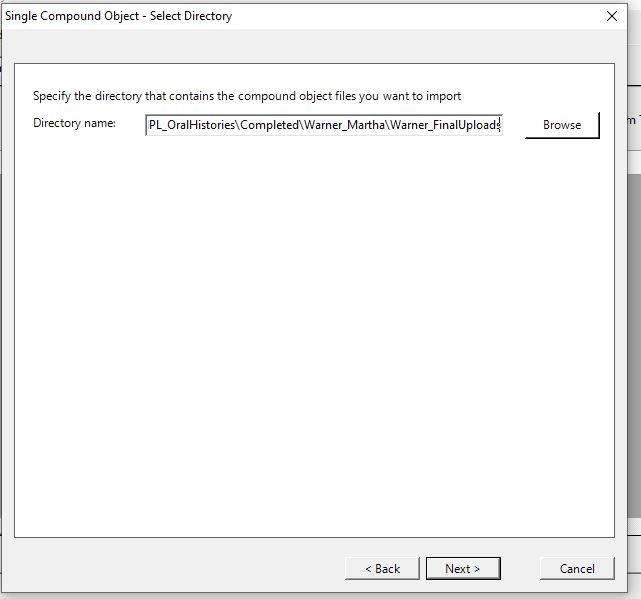 Single Compound Object - Select Directory
Specify the directory that contains the compound object files you want to import
Directory name: PL_OralHistories\Completed\Warner_Martha\Warner_FinalUploads Browse
< Back Next > Cancel